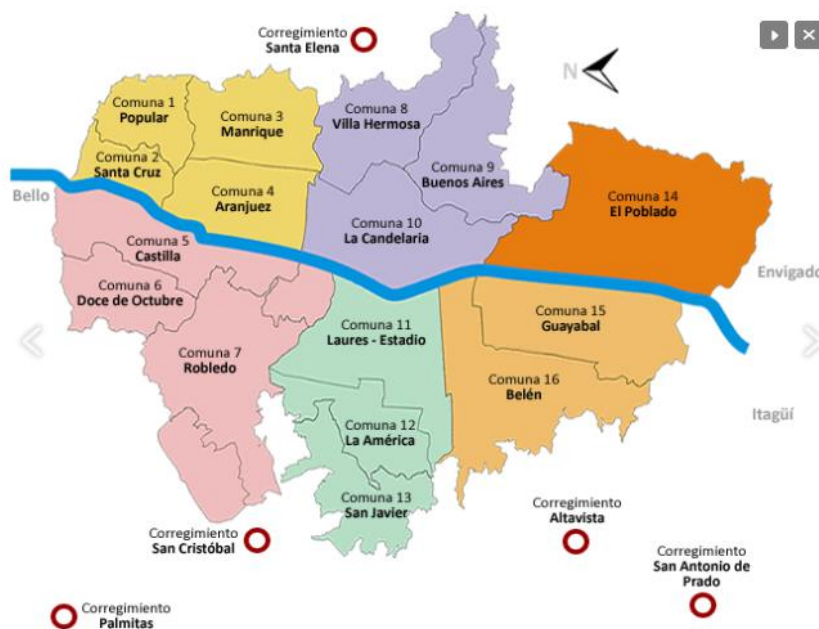 Corregimiento
Santa Elena
N
Comuna 1
Popular
Comuna 3
Manrique
Comuna 8
Villa Hermosa
Comuna 2
Santa Cruz
Comuna 9
Buenos Aires
Comuna 14
El Poblado
Bello
Comuna 4
Aranjuez
Comuna 10
La Candelaria
Comuna 5
Castilla
Envigado
Comuna 6
Doce de Octubre
Comuna 15
Guayabal
Comuna 11
Laures - Estadio
Comuna 7
Robledo
Comuna 16
Belén
Itagüí
Comuna 12
La América
Comuna 13
San Javier
Corregimiento
Altavista
Corregimiento
San Cristóbal
Corregimiento
San Antonio de
Prado
Corregimiento
Palmitas